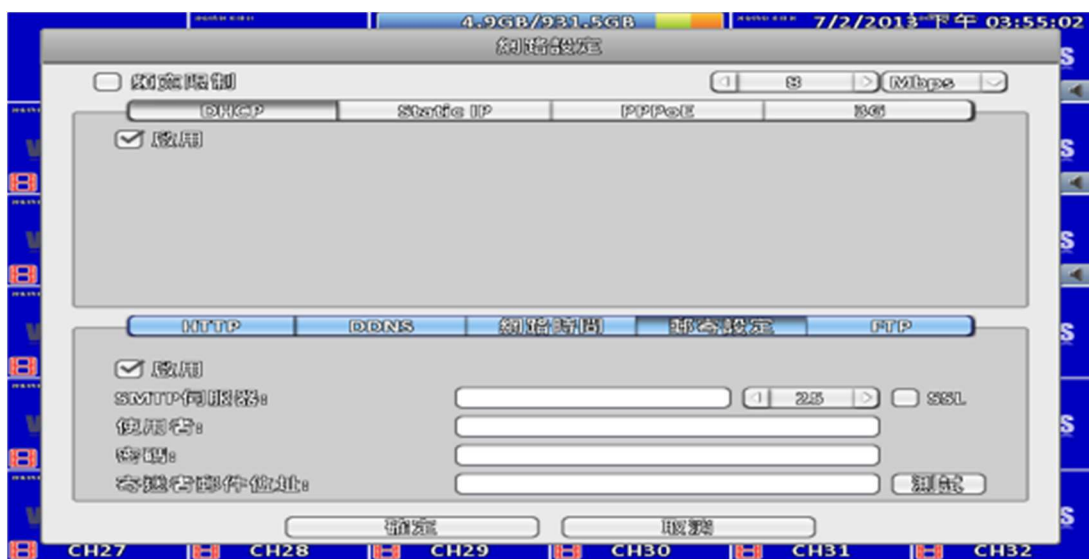 4.9GB/931.5GB 7/2/2013 下午 03:55:02
網路設定
頻寬限制 8 Mbps
DHCP Static IP PPPoE 3G
啟用
HTTP DDNS 網路時間 郵寄設定 FTP
啟用
SMTP伺服器: 25 SSL
使用者:
密碼:
寄送者郵件位址: 測試
確定 取消
CH27 CH28 CH29 CH30 CH31 CH32